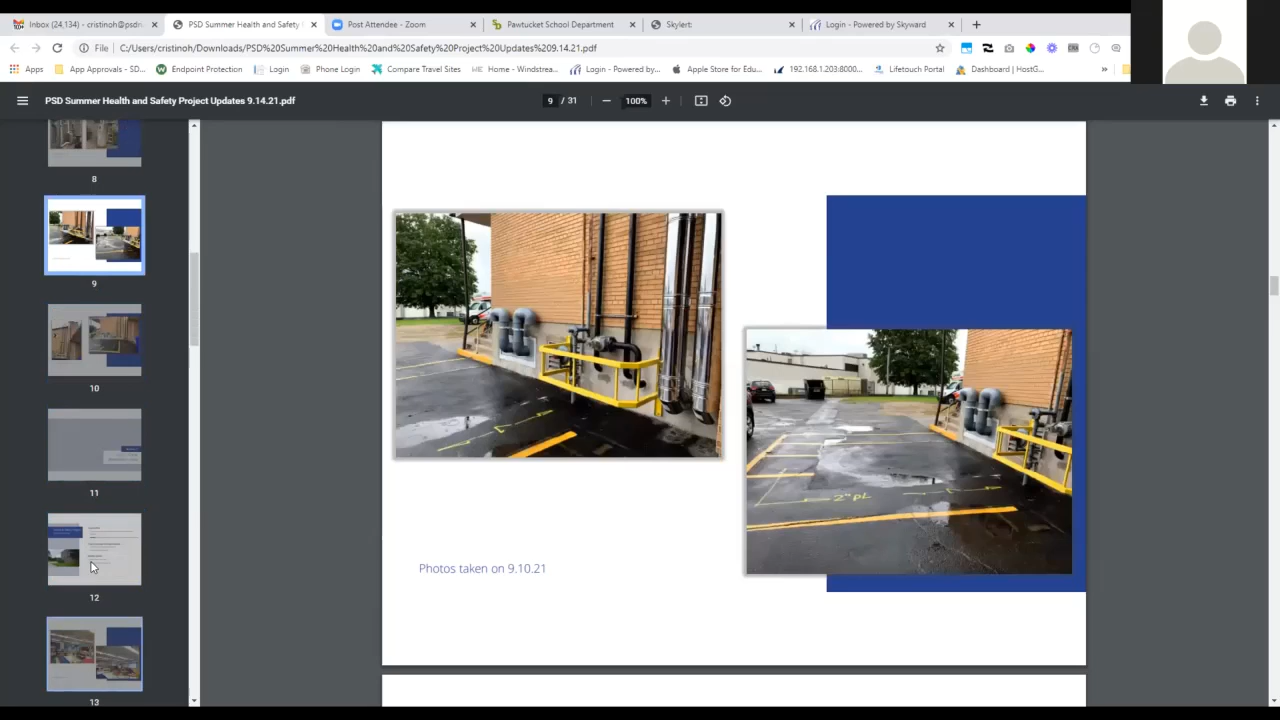 Inbox (24,134) - cristinoh@psdn
PSD Summer Health and Safety
Post Attendee - Zoom
Pawtucket School Department
Skylert:
Login - Powered by Skyward
File
C:/Users/cristinoh/Downloads/PSD%20Summer%20Health%20and%20Safety%20Project%20Updates%209.14.21.pdf
Apps
App Approvals - SD...
Endpoint Protection
Login
Phone Login
Compare Travel Sites
Home - Windstrea...
Login - Powered by...
Apple Store for Edu...
192.168.1.203:8000...
Lifetouch Portal
Dashboard | HostG...
»
PSD Summer Health and Safety Project Updates 9.14.21.pdf
9 / 31
100%
8
9
10
11
12
13
2" PL
Photos taken on 9.10.21